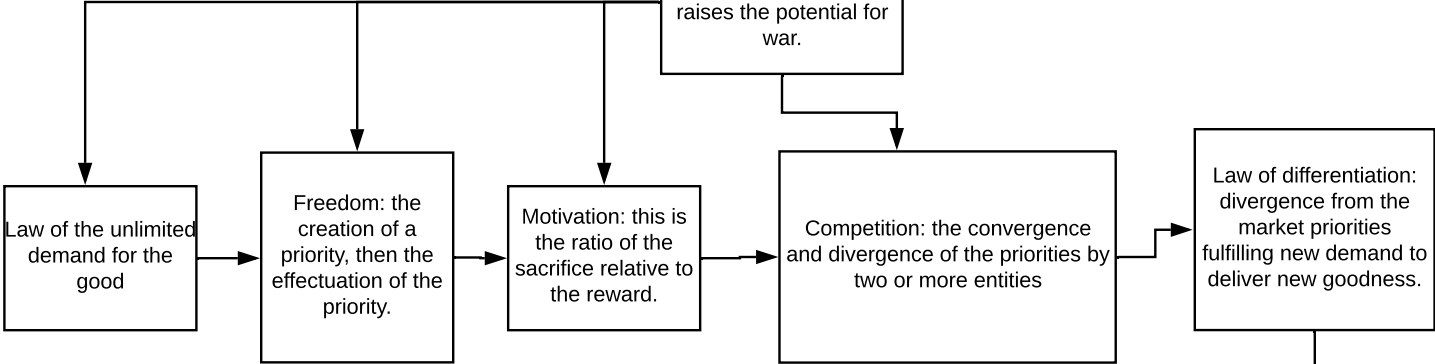 raises the potential for
war.
Law of the unlimited
demand for the
good
Freedom: the
creation of a
priority, then the
effectuation of the
priority.
Motivation: this is
the ratio of the
sacrifice relative to
the reward.
Competition: the convergence
and divergence of the priorities by
two or more entities
Law of differentiation:
divergence from the
market priorities
fulfilling new demand to
deliver new goodness.